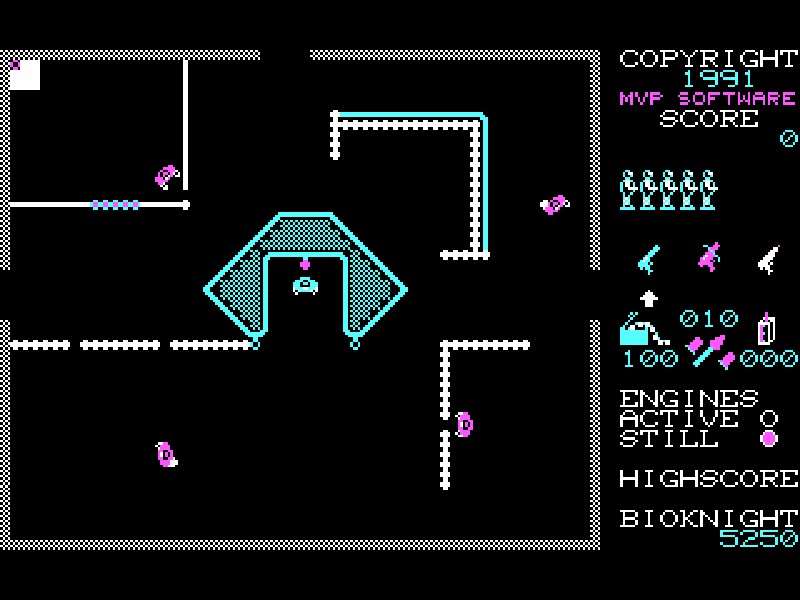 COPYRIGHT
1991
MVP SOFTWARE
SCORE
0
010
100 000
ENGINES
ACTIVE
STILL
HIGHSCORE
BIOKNIGHT
5250